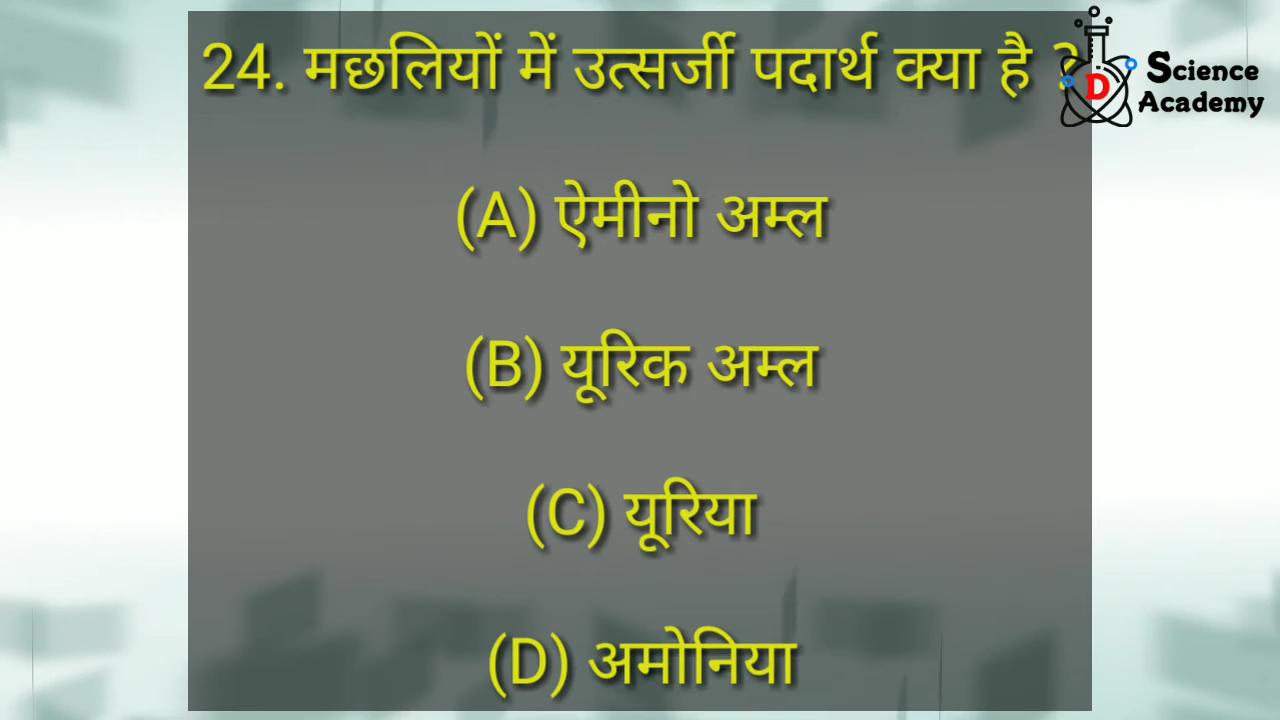 24. मछलियों में उत्सर्जी पदार्थ क्या है ?
(A) ऐमीनो अम्ल
(B) यूरिक अम्ल
(C) यूरिया
(D) अमोनिया
D Science
Academy